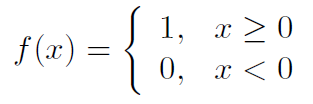 f(x) = { 1, x ≥ 0
0, x < 0